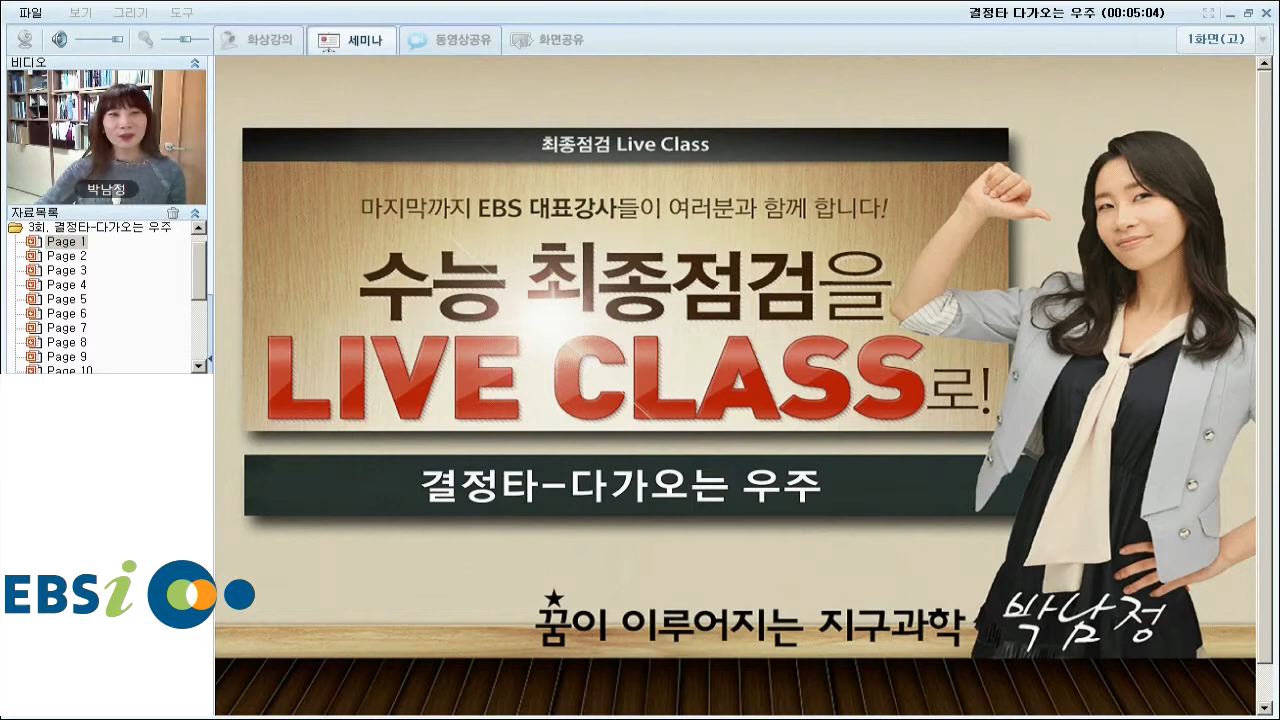 파일 보기 그리기 도구
결정타 다가오는 우주 (00:05:04)
화상강의 세미나 동영상공유 화면공유
1화면(고)
비디오
박남정
자료목록
3회. 결정타-다가오는 우주
Page 1
Page 2
Page 3
Page 4
Page 5
Page 6
Page 7
Page 8
Page 9
Page 10
EBSi
최종점검 Live Class
마지막까지 EBS 대표강사들이 여러분과 함께 합니다!
수능 최종점검을
LIVE CLASS로!
결정타-다가오는 우주
꿈이 이루어지는 지구과학 박남정